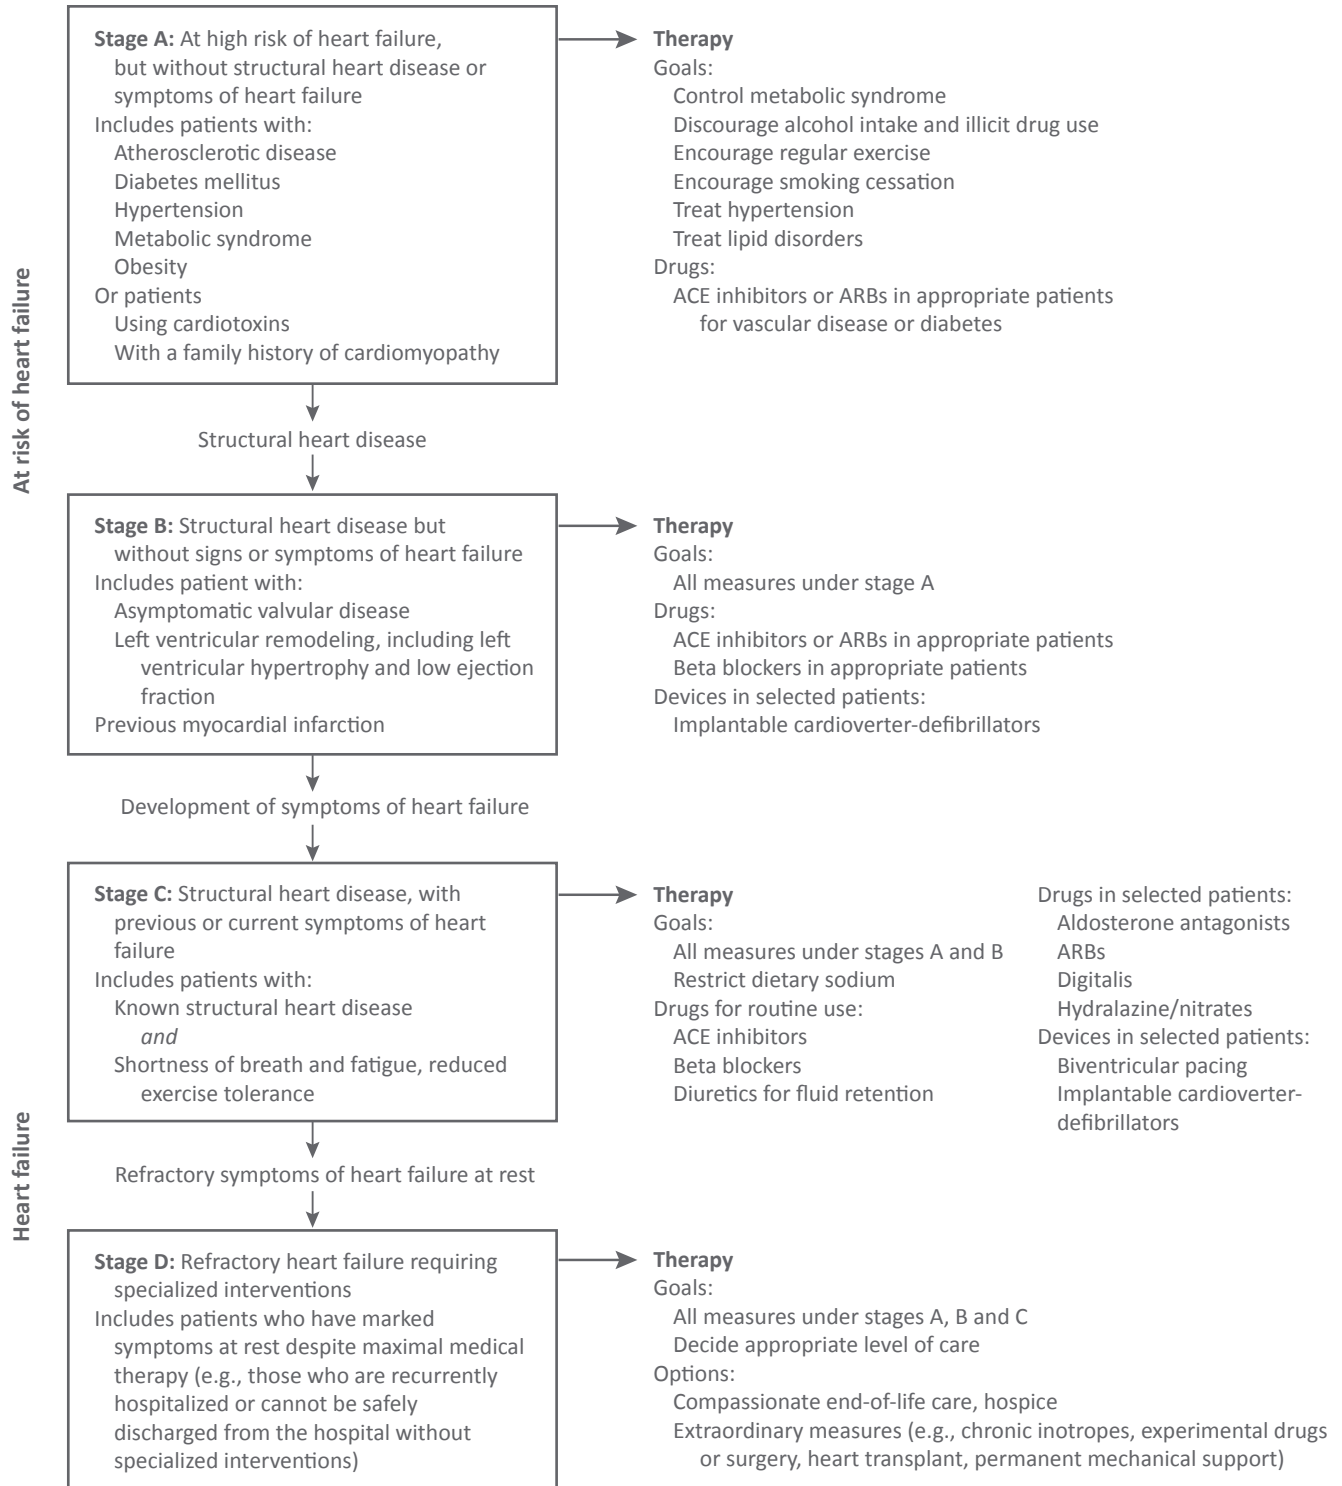 At risk of heart failure
Stage A: At high risk of heart failure,
but without structural heart disease or
symptoms of heart failure
Includes patients with:
Atherosclerotic disease
Diabetes mellitus
Hypertension
Metabolic syndrome
Obesity
Or patients
Using cardiotoxins
With a family history of cardiomyopathy
Therapy
Goals:
Control metabolic syndrome
Discourage alcohol intake and illicit drug use
Encourage regular exercise
Encourage smoking cessation
Treat hypertension
Treat lipid disorders
Drugs:
ACE inhibitors or ARBs in appropriate patients
for vascular disease or diabetes
Structural heart disease
Stage B: Structural heart disease but
without signs or symptoms of heart failure
Includes patient with:
Asymptomatic valvular disease
Left ventricular remodeling, including left
ventricular hypertrophy and low ejection
fraction
Previous myocardial infarction
Therapy
Goals:
All measures under stage A
Drugs:
ACE inhibitors or ARBs in appropriate patients
Beta blockers in appropriate patients
Devices in selected patients:
Implantable cardioverter-defibrillators
Development of symptoms of heart failure
Heart failure
Stage C: Structural heart disease, with
previous or current symptoms of heart
failure
Includes patients with:
Known structural heart disease
and
Shortness of breath and fatigue, reduced
exercise tolerance
Therapy
Goals:
All measures under stages A and B
Restrict dietary sodium
Drugs for routine use:
ACE inhibitors
Beta blockers
Diuretics for fluid retention
Drugs in selected patients:
Aldosterone antagonists
ARBs
Digitalis
Hydralazine/nitrates
Devices in selected patients:
Biventricular pacing
Implantable cardioverter-
defibrillators
Refractory symptoms of heart failure at rest
Stage D: Refractory heart failure requiring
specialized interventions
Includes patients who have marked
symptoms at rest despite maximal medical
therapy (e.g., those who are recurrently
hospitalized or cannot be safely
discharged from the hospital without
specialized interventions)
Therapy
Goals:
All measures under stages A, B and C
Decide appropriate level of care
Options:
Compassionate end-of-life care, hospice
Extraordinary measures (e.g., chronic inotropes, experimental drugs
or surgery, heart transplant, permanent mechanical support)